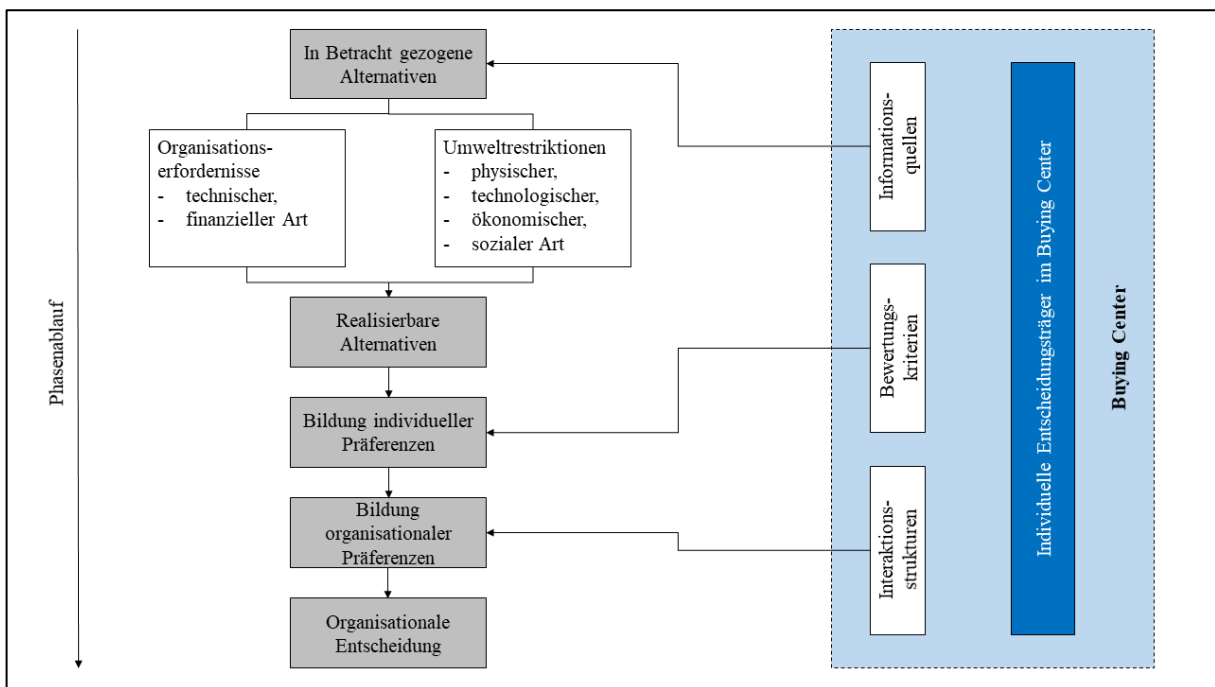 In Betracht gezogene
Alternativen
Organisations-
erfordernisse
- technischer,
- finanzieller Art
Umweltrestriktionen
- physischer,
- technologischer,
- ökonomischer,
- sozialer Art
Realisierbare
Alternativen
Bildung individueller
Präferenzen
Bildung
organisationaler
Präferenzen
Organisationale
Entscheidung
Phasenablauf
Informations-
quellen
Bewertungs-
kriterien
Interaktions-
strukturen
Individuelle Entscheidungsträger im Buying Center
Buying Center